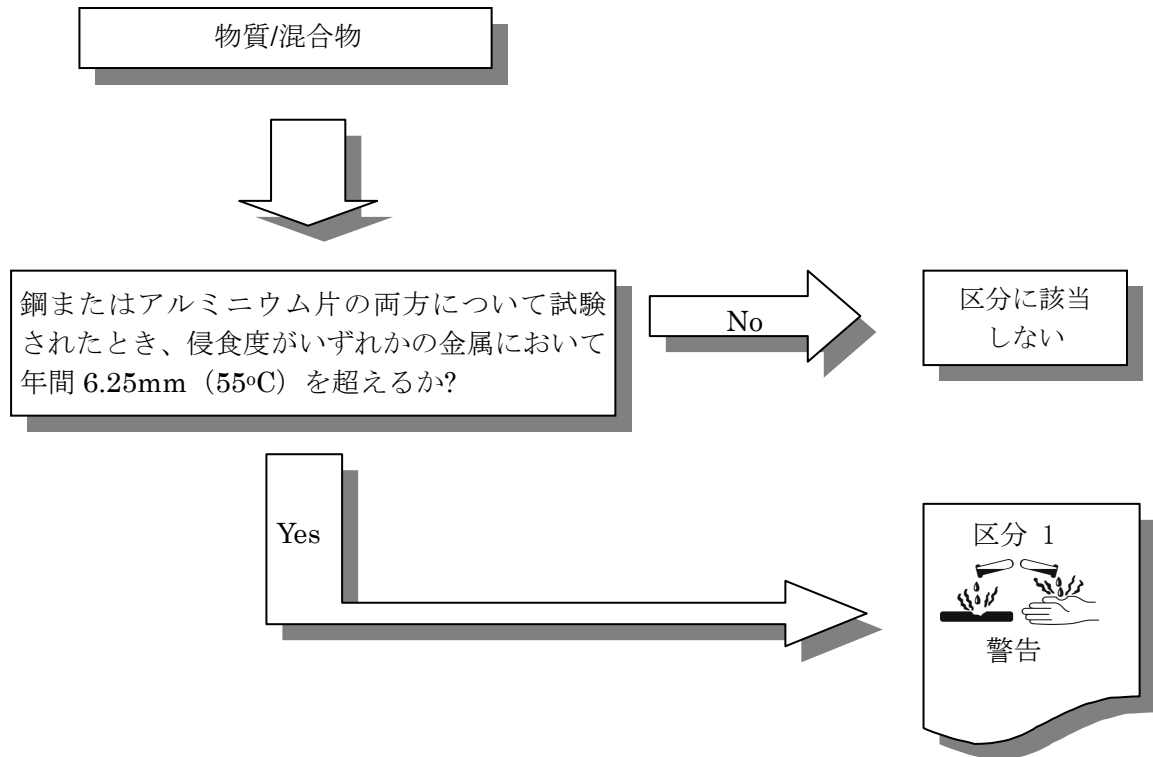 物質/混合物
鋼またはアルミニウム片の両方について試験
されたとき、侵食度がいずれかの金属において
年間 6.25mm（55oC）を超えるか?
No
区分に該当
しない
Yes
区分 1
警告